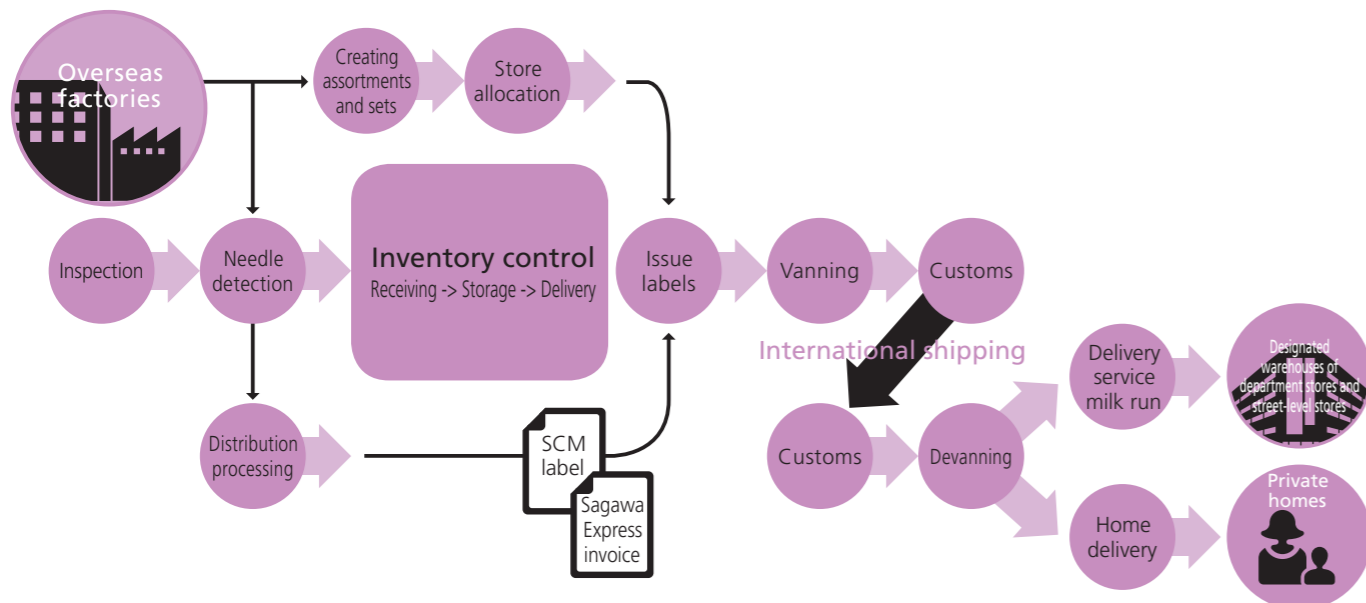 Overseas
factories
Creating
assortments
and sets
Store
allocation
Inspection
Needle
detection
Inventory control
Receiving -> Storage -> Delivery
Issue
labels
Vanning
Customs
International shipping
Delivery
service
milk run
Designated
warehouses of
department stores and
street-level stores
Distribution
processing
SCM
label
Sagawa
Express
invoice
Customs
Devanning
Home
delivery
Private
homes